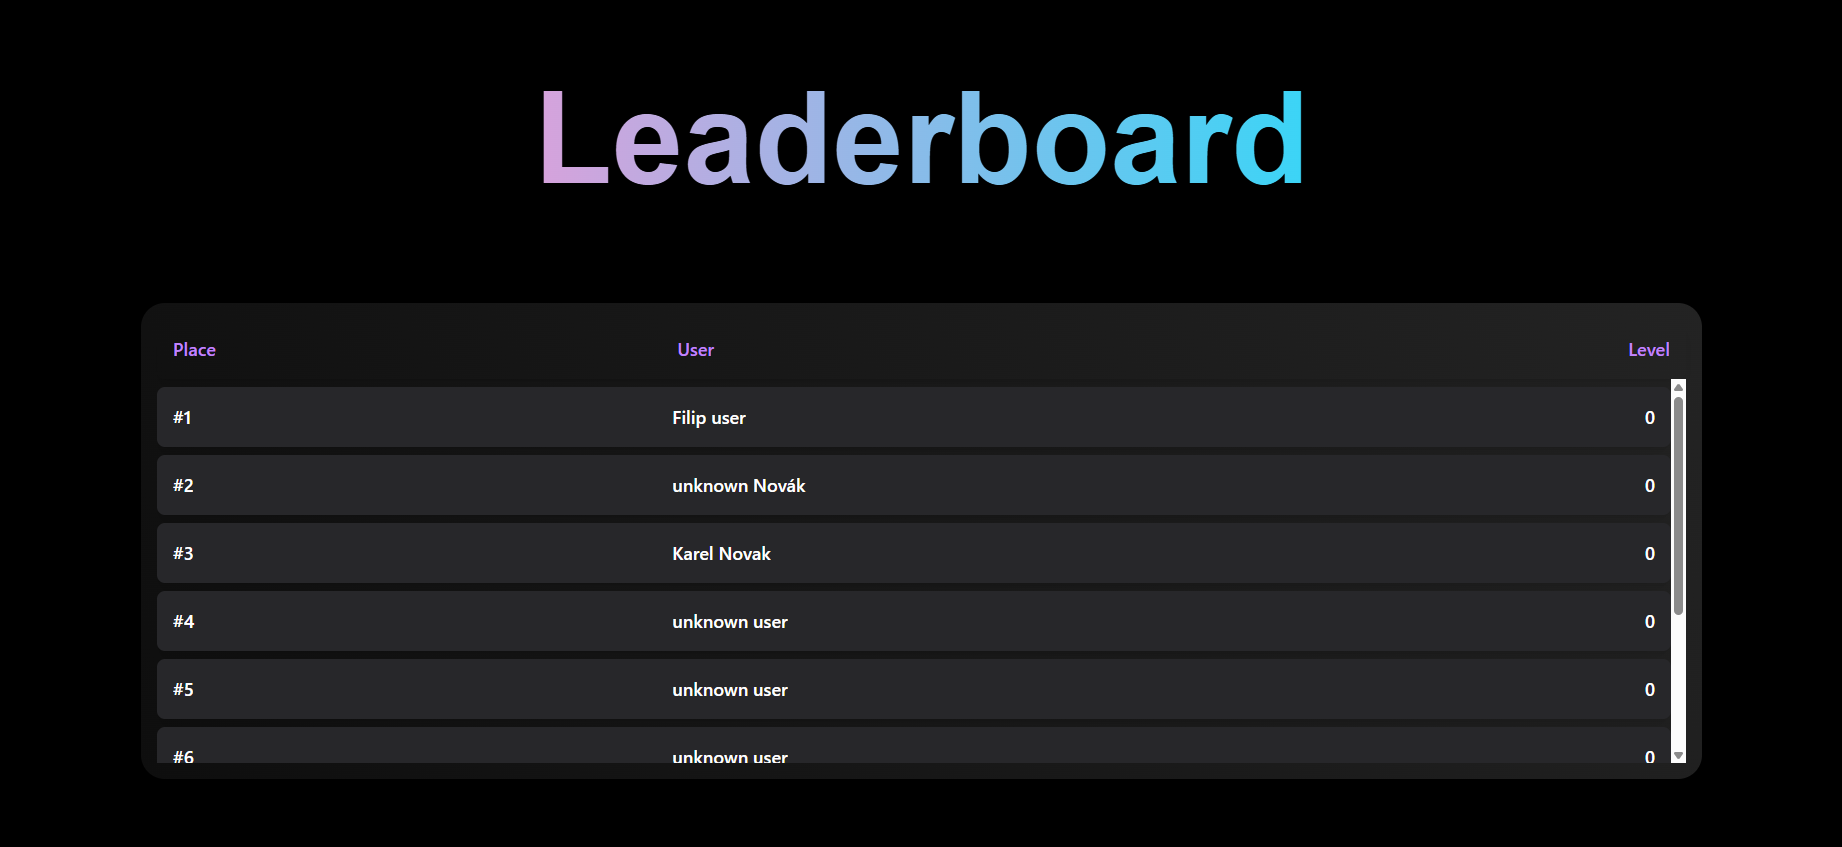 Leaderboard
Place User Level
#1 Filip user 0
#2 unknown Novák 0
#3 Karel Novak 0
#4 unknown user 0
#5 unknown user 0
#6 unknown user 0